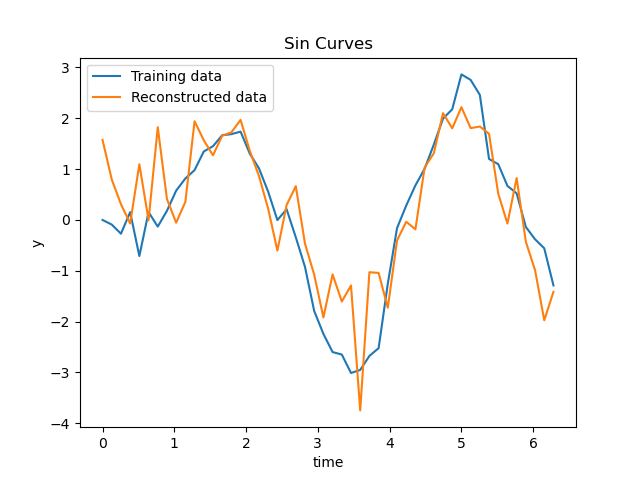 Sin Curves
Training data
Reconstructed data
3
2
1
0
−1
−2
−3
−4
y
0 1 2 3 4 5 6
time